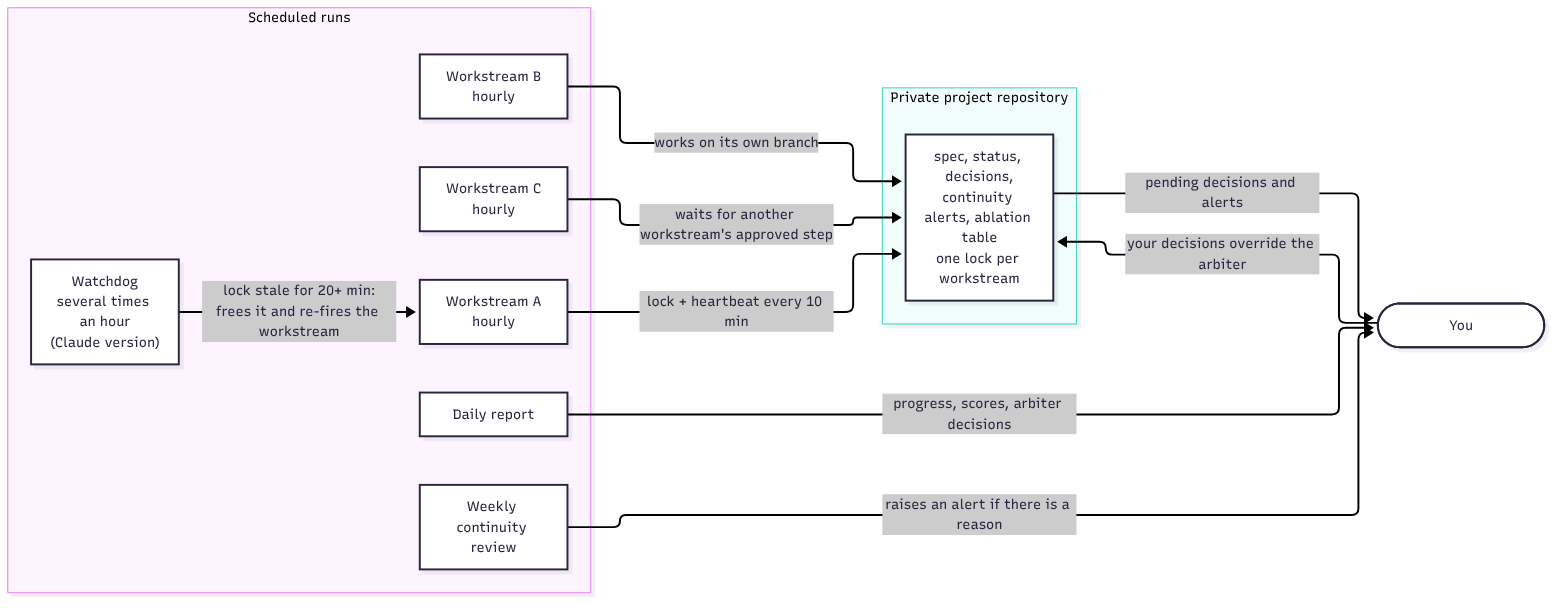 Scheduled runs
Workstream B
hourly
works on its own branch
Workstream C
hourly
waits for another
workstream's approved step
Watchdog
several times
an hour
(Claude version)
lock stale for 20+ min:
frees it and re-fires the
workstream
Workstream A
hourly
lock + heartbeat every 10
min
Daily report
progress, scores, arbiter
decisions
Weekly
continuity
review
raises an alert if there is a
reason
Private project repository
spec, status,
decisions,
continuity
alerts, ablation
table
one lock per
workstream
pending decisions and
alerts
your decisions override the
arbiter
You